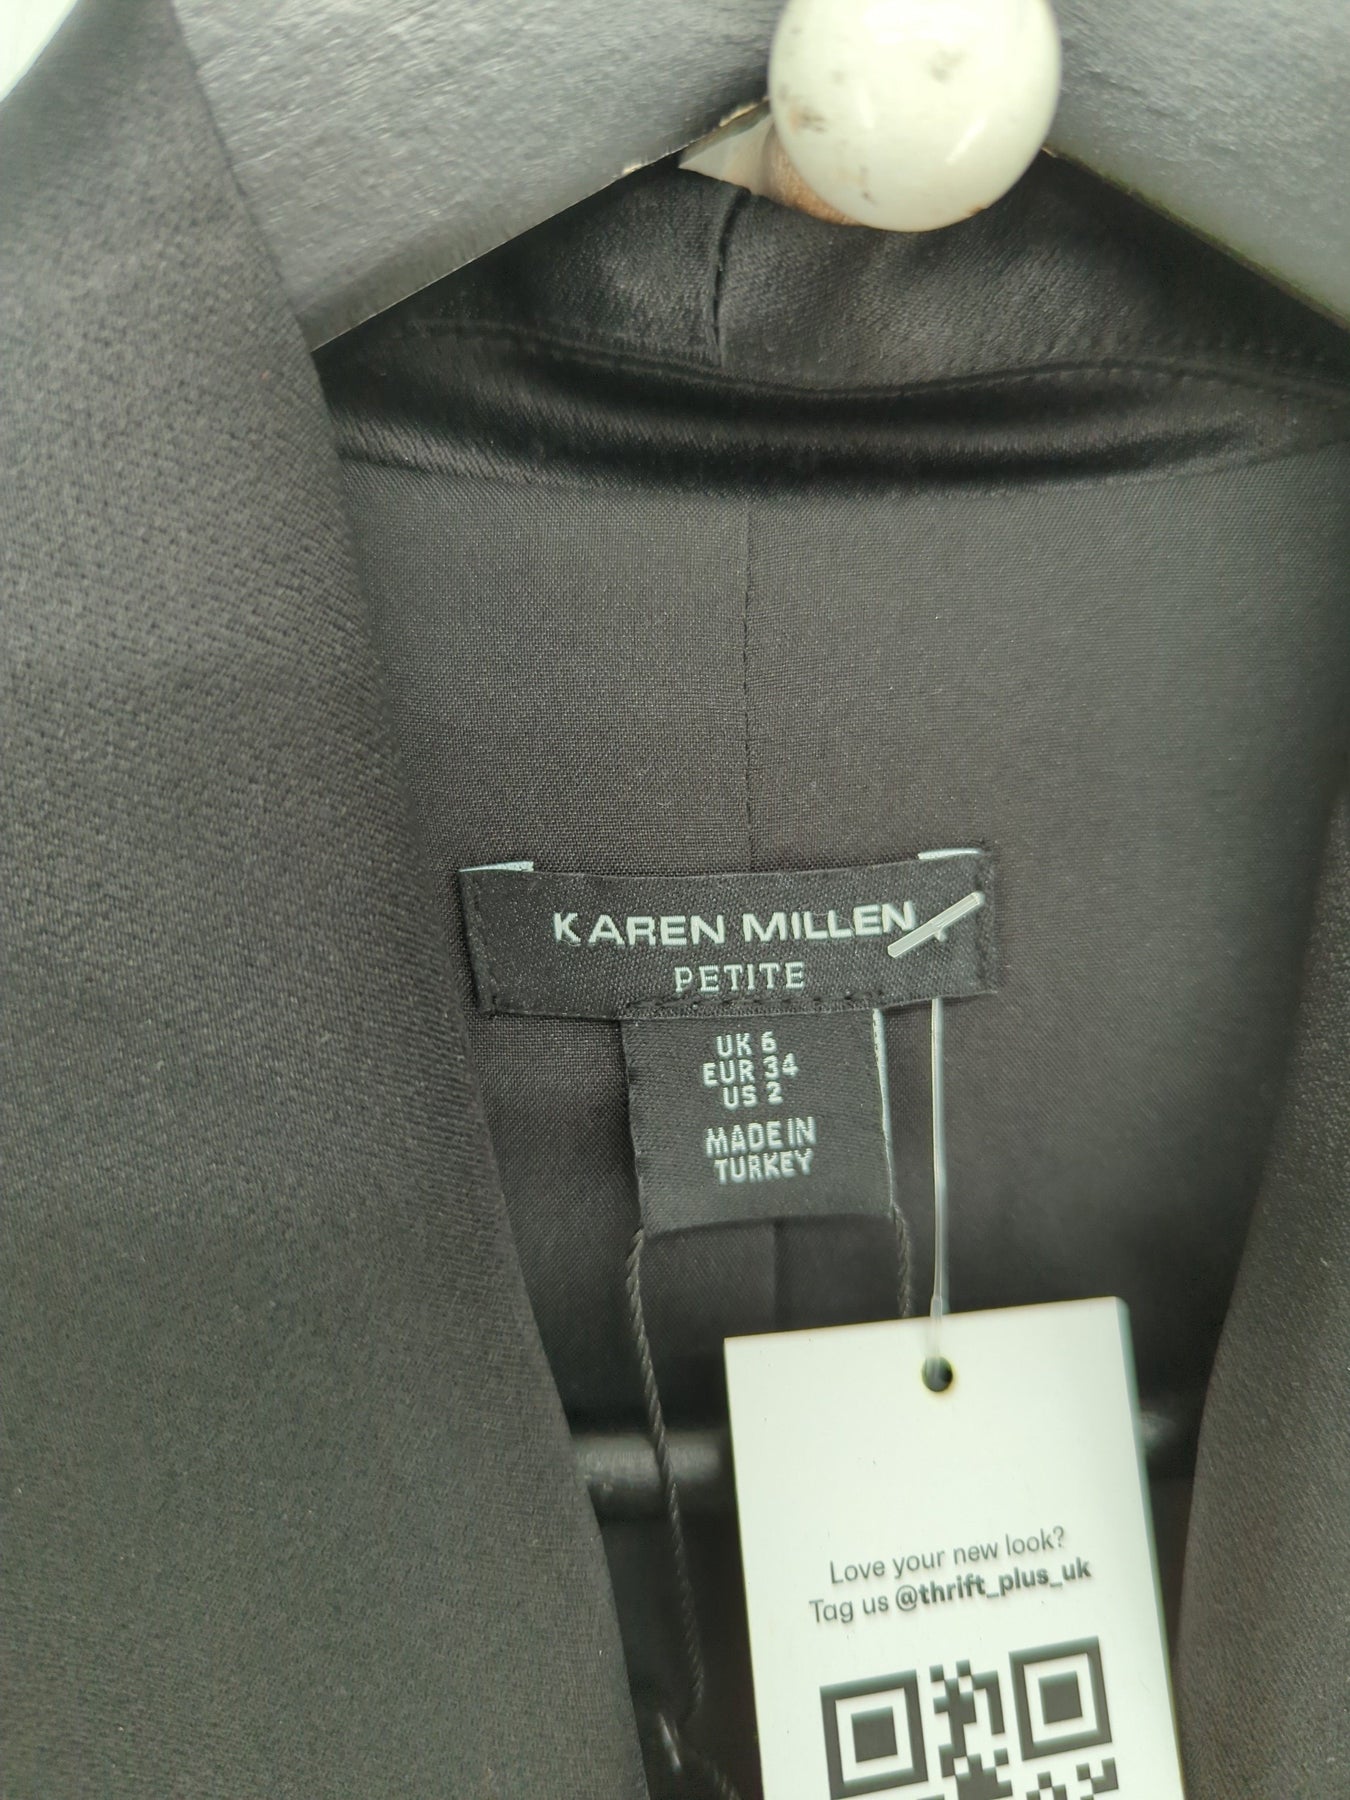 KAREN MILLEN
PETITE
UK 6
EUR 34
US 2
MADE IN
TURKEY
Love your new look?
Tag us @thrift_plus_uk